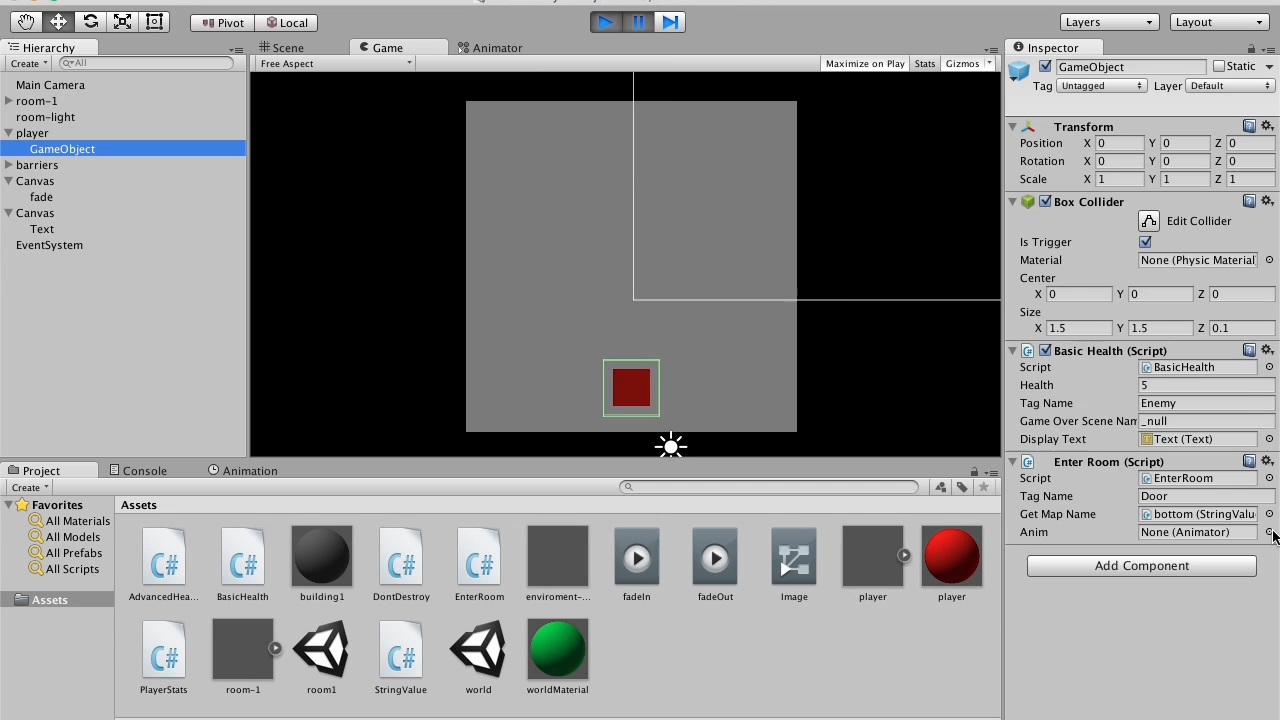 Pivot Local Layers Layout
Hierarchy Scene Game Animator Inspector
Create All Free Aspect Maximize on Play Stats Gizmos
Main Camera
room-1
room-light
player
GameObject
barriers
Canvas
fade
Canvas
Text
EventSystem
GameObject Static
Tag Untagged Layer Default
Transform
Position X 0 Y 0 Z 0
Rotation X 0 Y 0 Z 0
Scale X 1 Y 1 Z 1
Box Collider
Edit Collider
Is Trigger
Material None (Physic Material
Center
X 0 Y 0 Z 0
Size
X 1.5 Y 1.5 Z 0.1
Basic Health (Script)
Script BasicHealth
Health 5
Tag Name Enemy
Game Over Scene Nam _null
Display Text Text (Text)
Enter Room (Script)
Script EnterRoom
Tag Name Door
Get Map Name bottom (StringValu
Anim None (Animator)
Add Component
Project Console Animation
Create
Favorites
All Materials
All Models
All Prefabs
All Scripts
Assets
Assets
C# C# C# C#
AdvancedHea... BasicHealth building1 DontDestroy EnterRoom enviroment-... fadeIn fadeOut Image player player
C# C#
PlayerStats room-1 room1 StringValue world worldMaterial